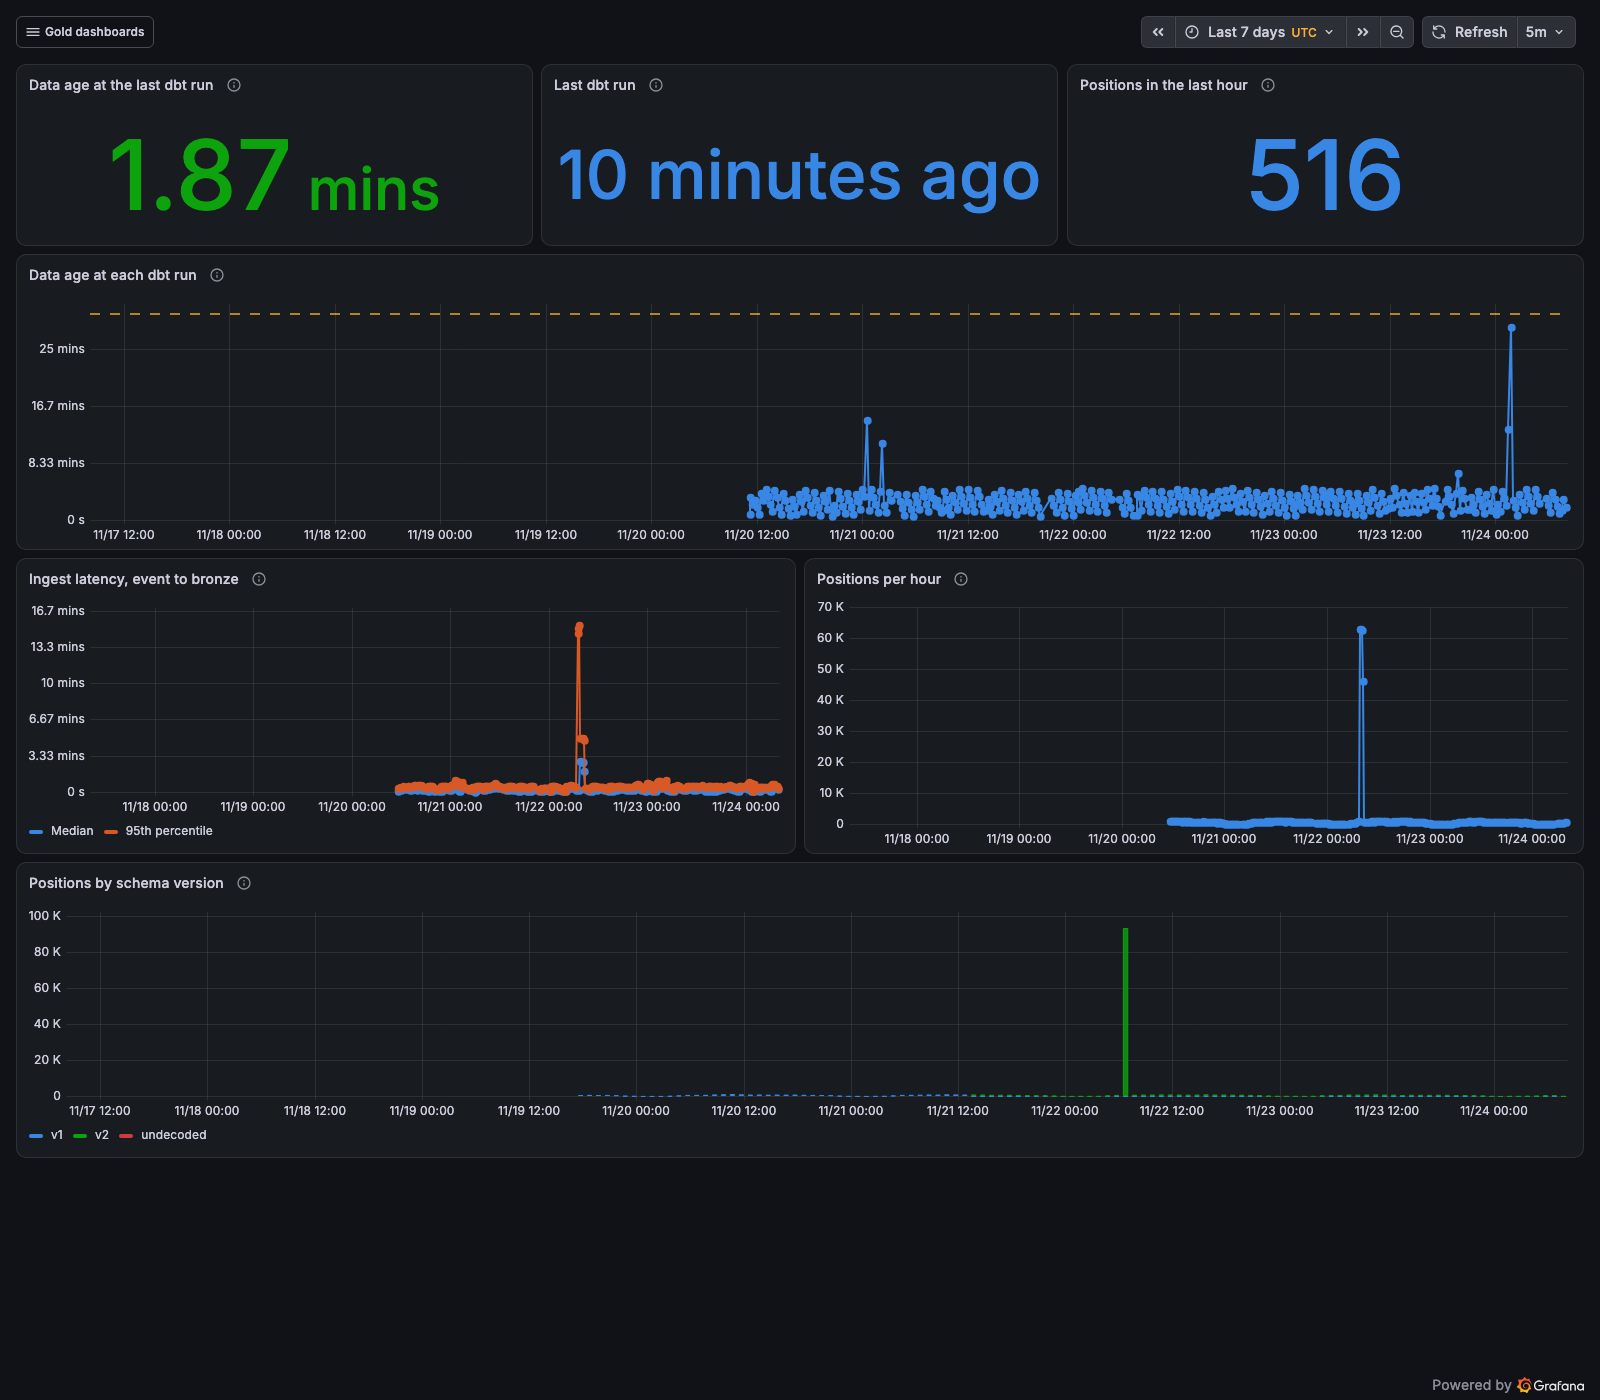 Gold dashboards
Last 7 days UTC
Refresh
5m
Data age at the last dbt run
1.87 mins
Last dbt run
10 minutes ago
Positions in the last hour
516
Data age at each dbt run
25 mins
16.7 mins
8.33 mins
0 s
11/17 12:00 11/18 00:00 11/18 12:00 11/19 00:00 11/19 12:00 11/20 00:00 11/20 12:00 11/21 00:00 11/21 12:00 11/22 00:00 11/22 12:00 11/23 00:00 11/23 12:00 11/24 00:00
Ingest latency, event to bronze
16.7 mins
13.3 mins
10 mins
6.67 mins
3.33 mins
0 s
11/18 00:00 11/19 00:00 11/20 00:00 11/21 00:00 11/22 00:00 11/23 00:00 11/24 00:00
Median 95th percentile
Positions per hour
70 K
60 K
50 K
40 K
30 K
20 K
10 K
0
11/18 00:00 11/19 00:00 11/20 00:00 11/21 00:00 11/22 00:00 11/23 00:00 11/24 00:00
Positions by schema version
100 K
80 K
60 K
40 K
20 K
0
11/17 12:00 11/18 00:00 11/18 12:00 11/19 00:00 11/19 12:00 11/20 00:00 11/20 12:00 11/21 00:00 11/21 12:00 11/22 00:00 11/22 12:00 11/23 00:00 11/23 12:00 11/24 00:00
v1 v2 undecoded
Powered by Grafana